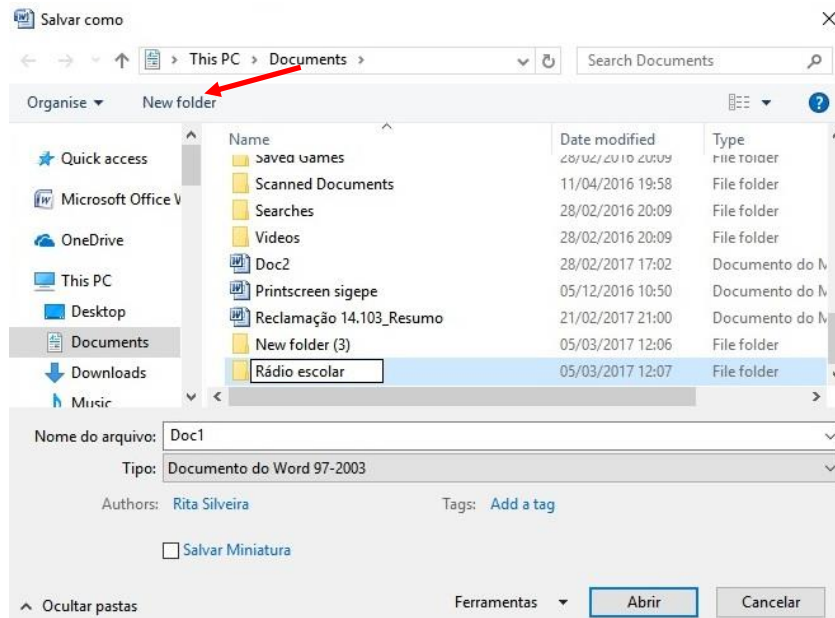 Salvar como
This PC > Documents >
Search Documents
Organise
New folder
Name Date modified Type
Saved Games 28/02/2016 20:09 File folder
Scanned Documents 11/04/2016 19:58 File folder
Searches 28/02/2016 20:09 File folder
Videos 28/02/2016 20:09 File folder
Doc2 28/02/2017 17:02 Documento do
Printscreen sigepe 05/12/2016 10:50 Documento do
Reclamação 14.103_Resumo 21/02/2017 21:00 Documento do
New folder (3) 05/03/2017 12:06 File folder
Rádio escolar 05/03/2017 12:07 File folder
Quick access
Microsoft Office
OneDrive
This PC
Desktop
Documents
Downloads
Music
Nome do arquivo: Doc1
Tipo: Documento do Word 97-2003
Authors: Rita Silveira Tags: Add a tag
Salvar Miniatura
Ocultar pastas Ferramentas Abrir Cancelar